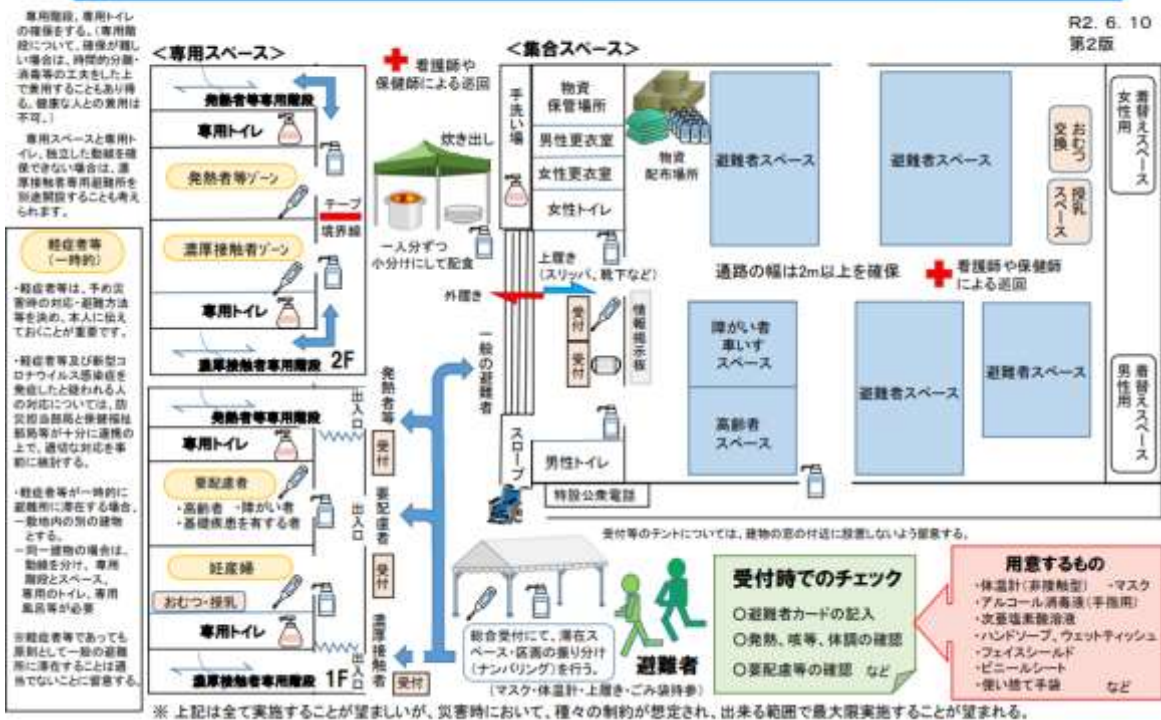 R2. 6. 10
第2版
専用階段、専用トイレ
の確保をする。(専用階
段について、確保が難し
い場合は、時間的分離・
消毒等の工夫をした上
で兼用することもあり得
る。健康な人との兼用は
不可。)
専用スペースと専用ト
イレ、独立した動線を確
保できない場合は、濃
厚接触者専用避難所を
別途開設することも考え
られます。
軽症者等
(一時的)
・軽症者等は、予め災
害時の対応・避難方法
等を決め、本人に伝え
ておくことが重要です。
・軽症者等及び新型コ
ロナウイルス感染症を
発症したと疑われる人
の対応については、防
災担当部局と保健福祉
部局等が十分に連携の
上で、適切な対応を事
前に検討する。
・軽症者等が一時的に
避難所に滞在する場合、
一敷地内の別の建物
とする。
一同一建物の場合は、
動線を分け、専用
階段とスペース、
専用のトイレ、専用
風呂等が必要
※軽症者等であっても
原則として一般の避難
所に滞在することは適
当でないことに留意する。
<専用スペース>
発熱者等専用階段
専用トイレ
発熱者等ゾーン
テープ
境界線
濃厚接触者ゾーン
専用トイレ
濃厚接触者専用階段 2F
発熱者等専用階段
専用トイレ
要配慮者
・高齢者 ・障がい者
・基礎疾患を有する者
妊産婦
おむつ・授乳
専用トイレ
濃厚接触者専用階段 1F
出入口
出入口
出入口
発熱者等
受付
要配慮者
受付
濃厚接触者
受付
看護師や
保健師による巡回
炊き出し
一人分ずつ
小分けにして配食
一般の避難者
<集合スペース>
手洗い場
物資
保管場所
男性更衣室
女性更衣室
女性トイレ
物資
配布場所
上履き
(スリッパ、靴下など)
外履き
受付
受付
情報掲示板
スロープ
男性トイレ
特設公衆電話
避難者スペース
避難者スペース
おむつ
交換
授乳
スペース
着替えスペース
女性用
通路の幅は2m以上を確保
看護師や保健師
による巡回
障がい者
車いす
スペース
高齢者
スペース
避難者スペース
避難者スペース
着替えスペース
男性用
受付等のテントについては、建物の窓の付近に設置しないよう留意する。
総合受付にて、滞在ス
ペース・区画の振り分け
(ナンバリング)を行う。
避難者
(マスク・体温計・上履き・ごみ袋持参)
受付時でのチェック
○避難者カードの記入
○発熱、咳等、体調の確認
○要配慮等の確認 など
用意するもの
・体温計(非接触型) ・マスク
・アルコール消毒液(手指用)
・次亜塩素酸溶液
・ハンドソープ、ウェットティッシュ
・フェイスシールド
・ビニールシート
・使い捨て手袋 など
※ 上記は全て実施することが望ましいが、災害時において、種々の制約が想定され、出来る範囲で最大限実施することが望まれる。